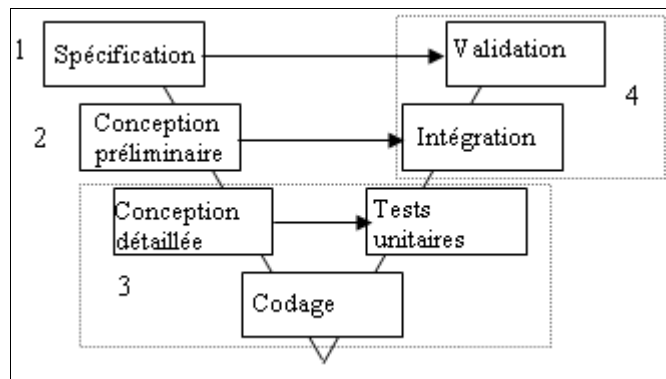 1
Spécification
Validation
4
2
Conception
préliminaire
Intégration
Conception
détaillée
Tests
unitaires
3
Codage